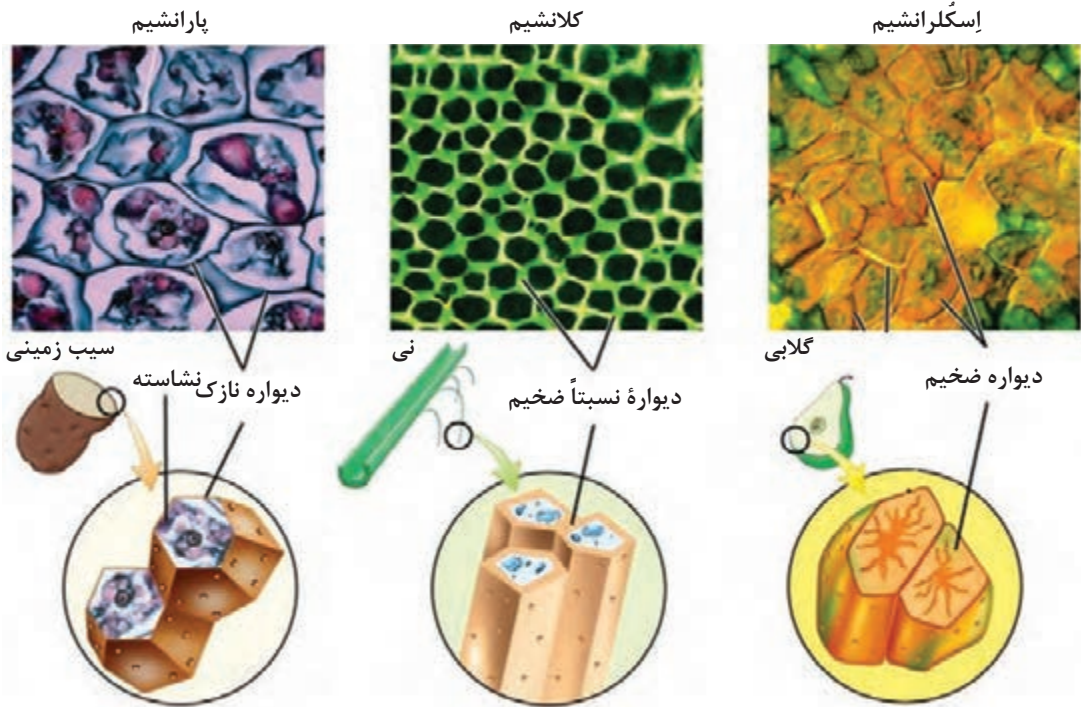 اِسکُلرانشیم
کلانشیم
پارانشیم
گلابی
نی
سیب زمینی
دیواره ضخیم
دیوارهٔ نسبتاً ضخیم
دیواره نازک
نشاسته